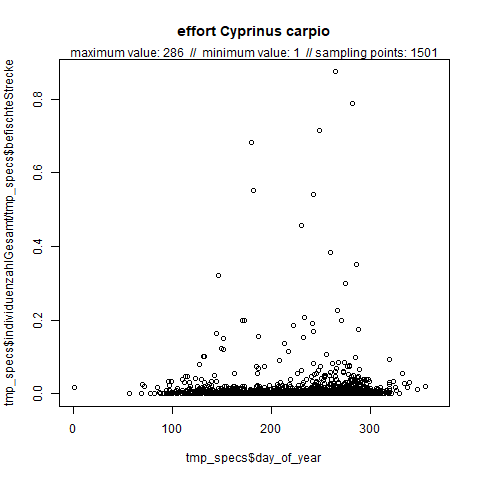 effort Cyprinus carpio
maximum value: 286 // minimum value: 1 // sampling points: 1501
tmp_specs$individuenzahlGesamt/tmp_specs$befischteStrecke
0.8
0.6
0.4
0.2
0.0
0 100 200 300
tmp_specs$day_of_year